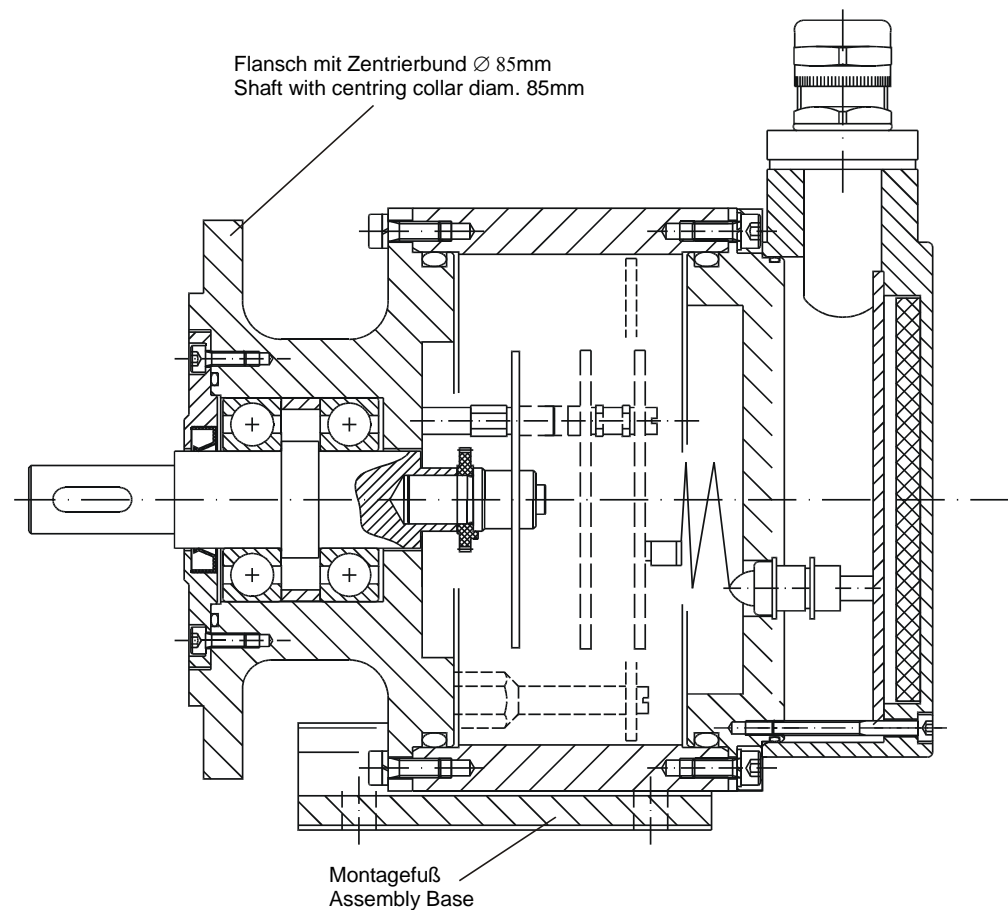 Flansch mit Zentrierbund ∅ 85mm
Shaft with centring collar diam. 85mm
Montagefuß
Assembly Base